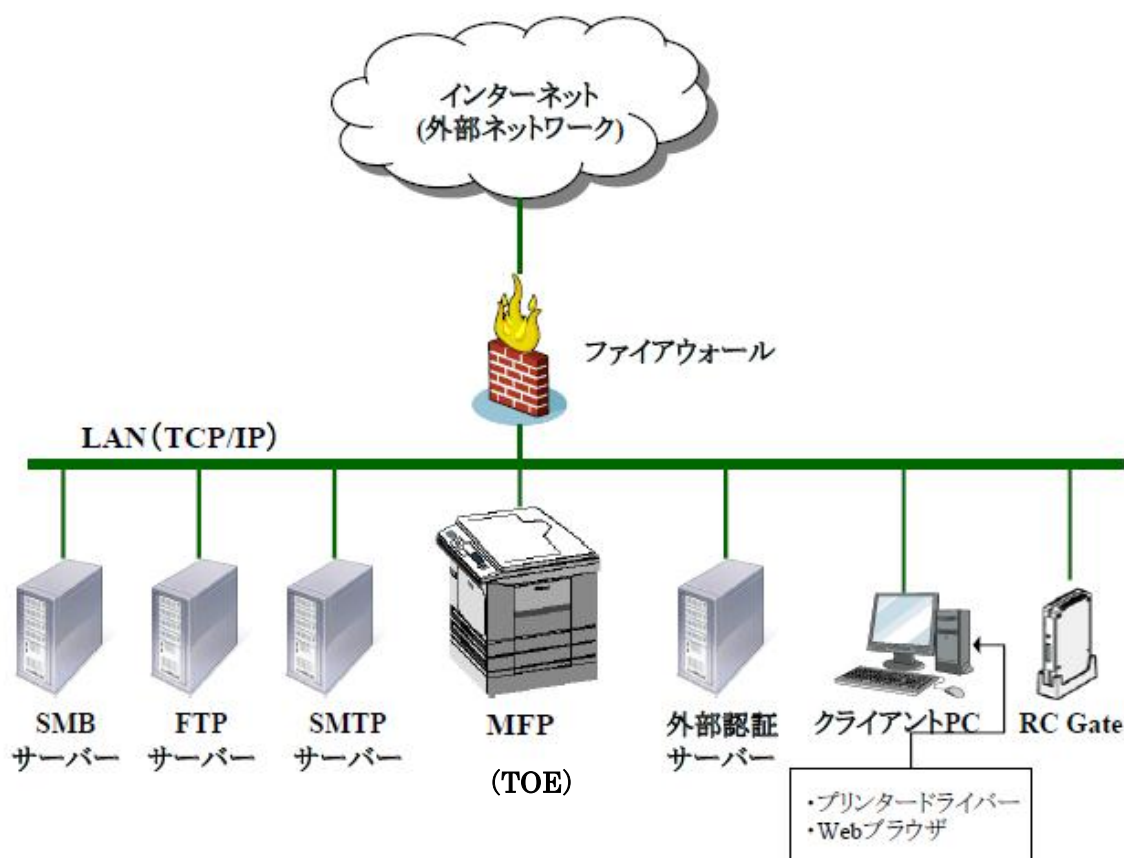 インターネット
(外部ネットワーク)
ファイアウォール
LAN(TCP/IP)
SMB
サーバー
FTP
サーバー
SMTP
サーバー
MFP
(TOE)
外部認証
サーバー
クライアントPC
RC Gate
・プリンタードライバー
・Webブラウザ